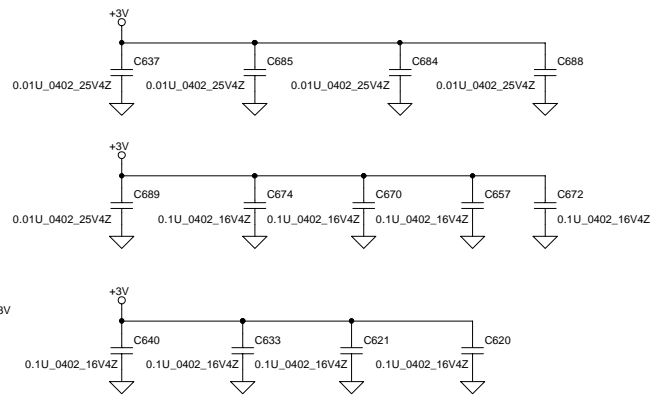 +3V
C637 C685 C684 C688
0.01U_0402_25V4Z 0.01U_0402_25V4Z 0.01U_0402_25V4Z 0.01U_0402_25V4Z
+3V
C689 C674 C670 C657 C672
0.01U_0402_25V4Z 0.1U_0402_16V4Z 0.1U_0402_16V4Z 0.1U_0402_16V4Z 0.1U_0402_16V4Z
+3V
3V
C640 C633 C621 C620
0.1U_0402_16V4Z 0.1U_0402_16V4Z 0.1U_0402_16V4Z 0.1U_0402_16V4Z